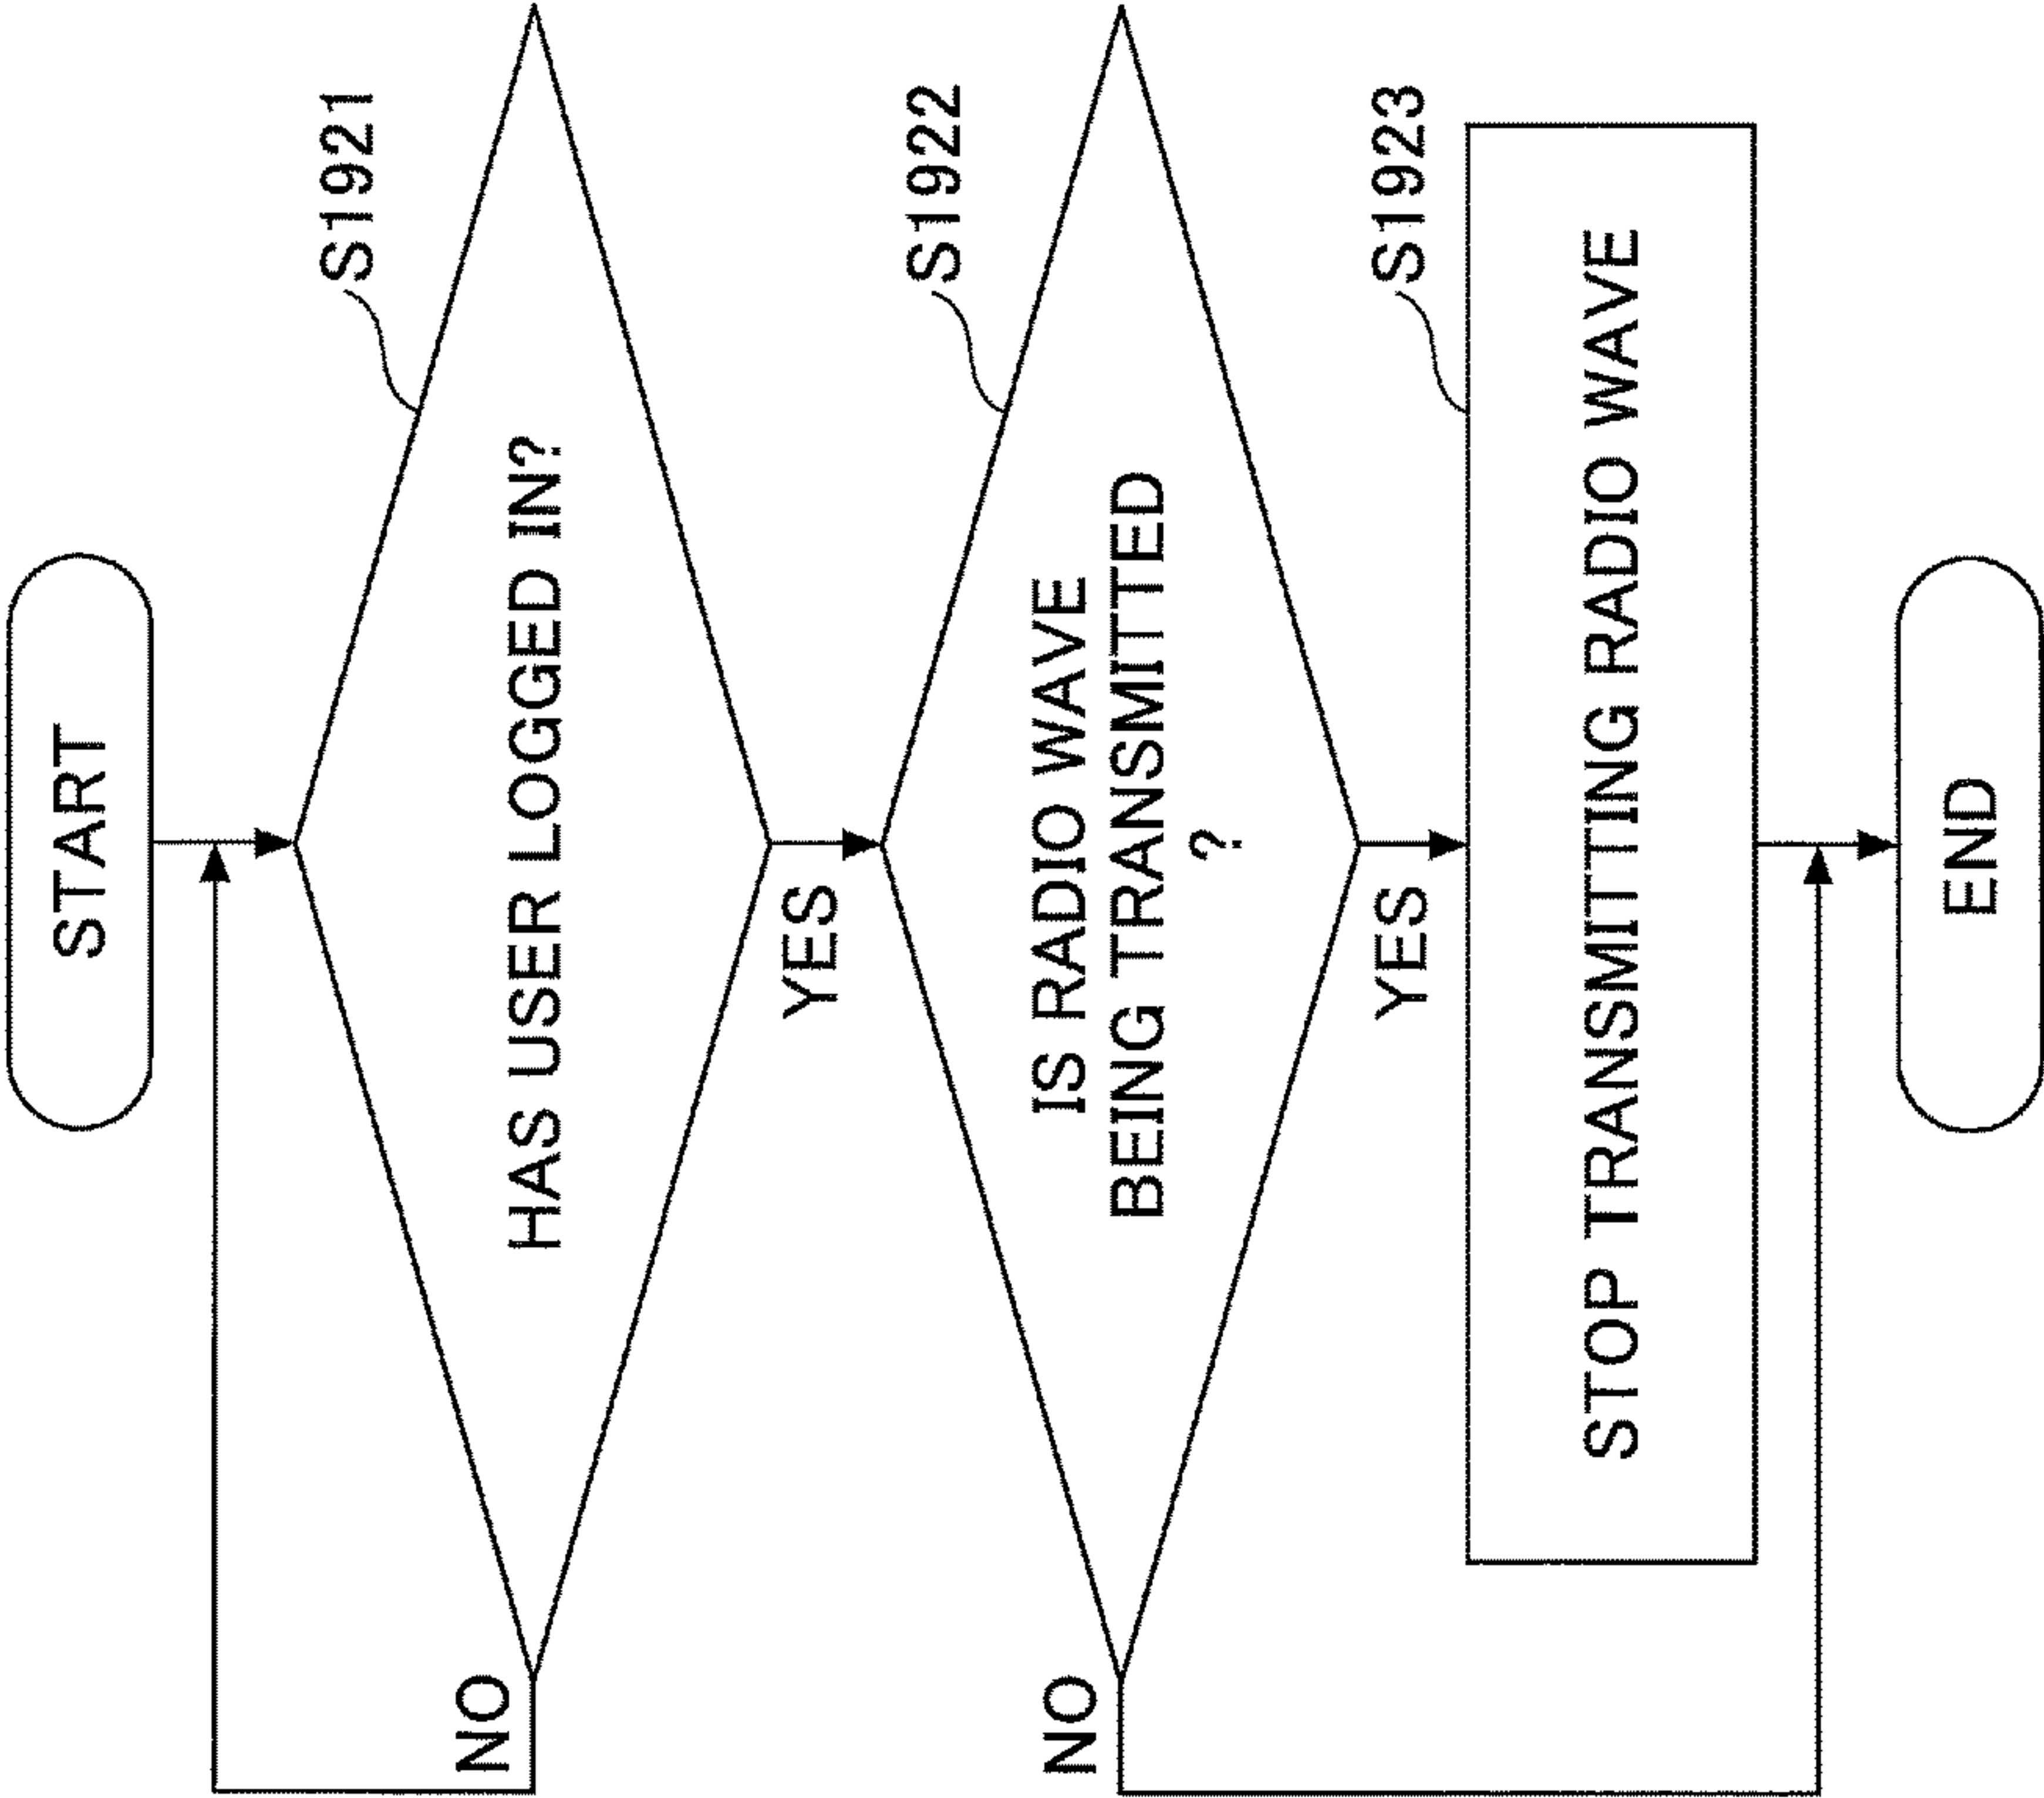 START
S1921
HAS USER LOGGED IN?
NO
YES
S1922
IS RADIO WAVE
BEING TRANSMITTED
?
NO
YES
S1923
STOP TRANSMITTING RADIO WAVE
END